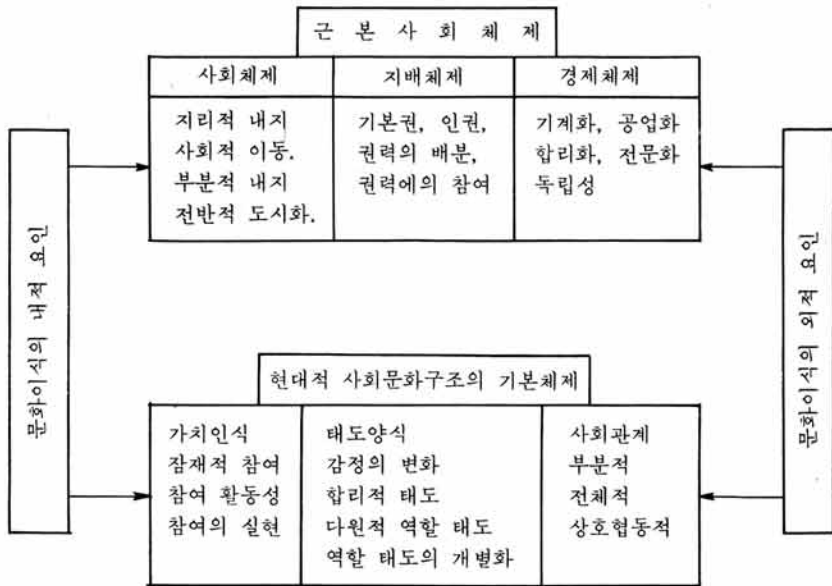 근 본 사 회 체 제
사회체제
지배체제
경제체제
지리적 내지
사회적 이동.
부분적 내지
전반적 도시화.
기본권, 인권,
권력의 배분,
권력에의 참여
기계화, 공업화
합리화, 전문화
독립성
문화이식의 내적 요인
문화이식의 외적 요인
현대적 사회문화구조의 기본체제
가치인식
잠재적 참여
참여 활동성
참여의 실현
태도양식
감정의 변화
합리적 태도
다원적 역할 태도
역할 태도의 개별화
사회관계
부분적
전체적
상호협동적